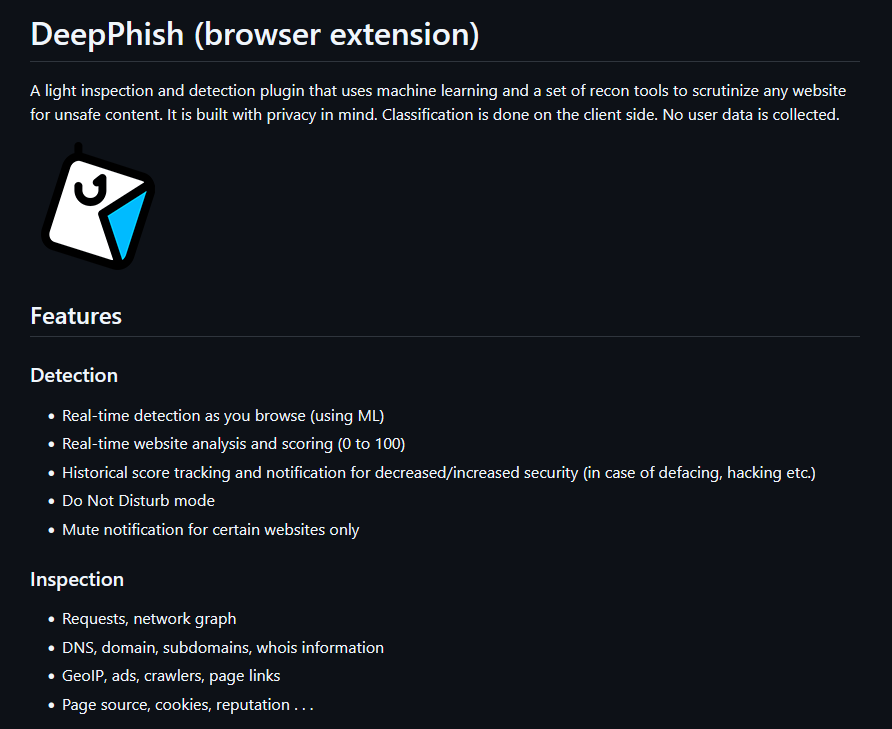 DeepPhish (browser extension)
A light inspection and detection plugin that uses machine learning and a set of recon tools to scrutinize any website
for unsafe content. It is built with privacy in mind. Classification is done on the client side. No user data is collected.
Features
Detection
• Real-time detection as you browse (using ML)
• Real-time website analysis and scoring (0 to 100)
• Historical score tracking and notification for decreased/increased security (in case of defacing, hacking etc.)
• Do Not Disturb mode
• Mute notification for certain websites only
Inspection
• Requests, network graph
• DNS, domain, subdomains, whois information
• GeoIP, ads, crawlers, page links
• Page source, cookies, reputation . . .